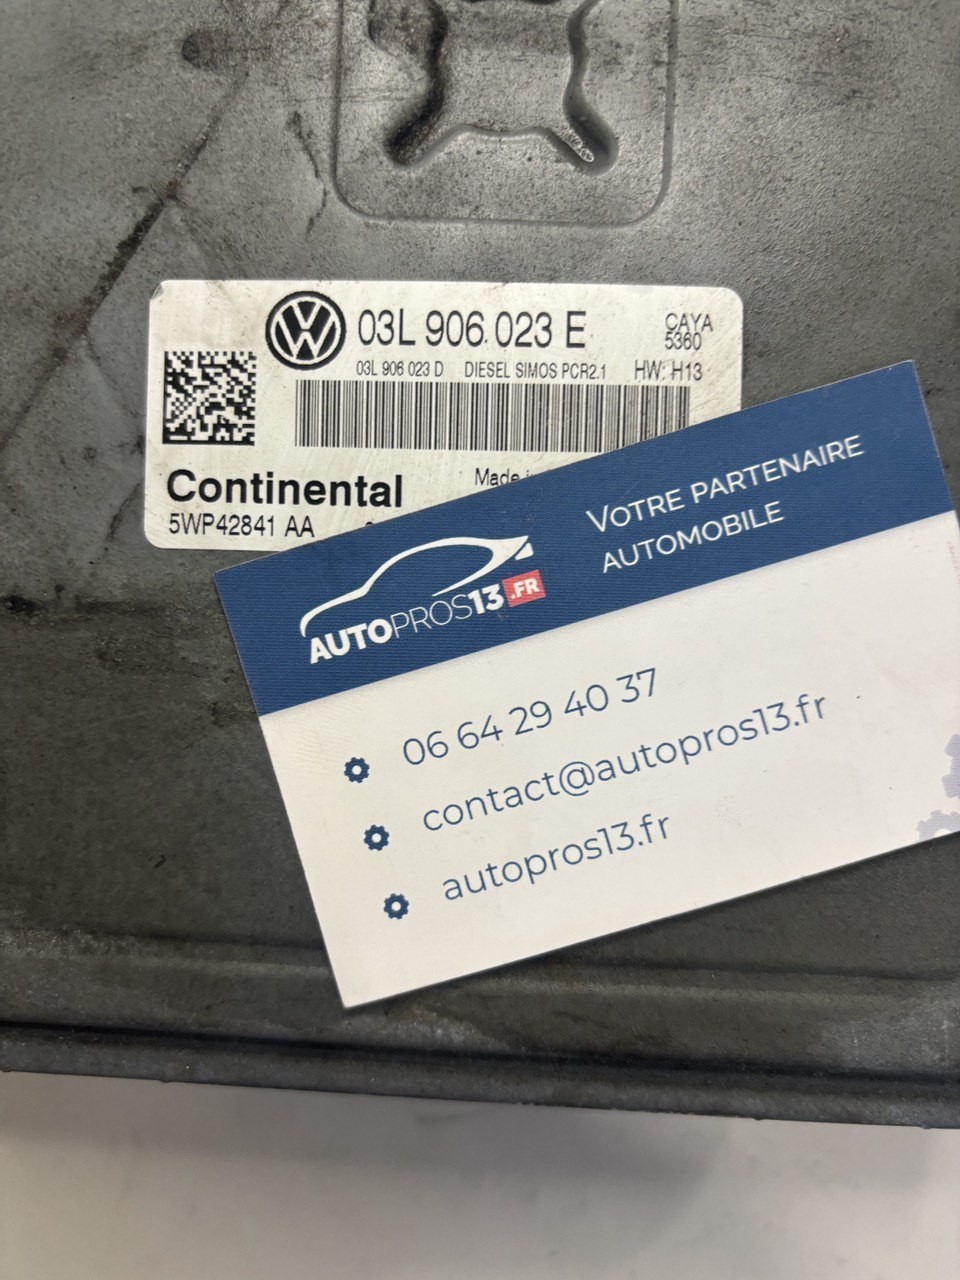 03L 906 023 E
CAYA
5360
03L 906 023 D DIESEL SIMOS PCR2.1 HW: H13
Continental
Made
5WP42841 AA
VOTRE PARTENAIRE
AUTOMOBILE
AUTOPROS13.FR
06 64 29 40 37
contact@autopros13.fr
autopros13.fr